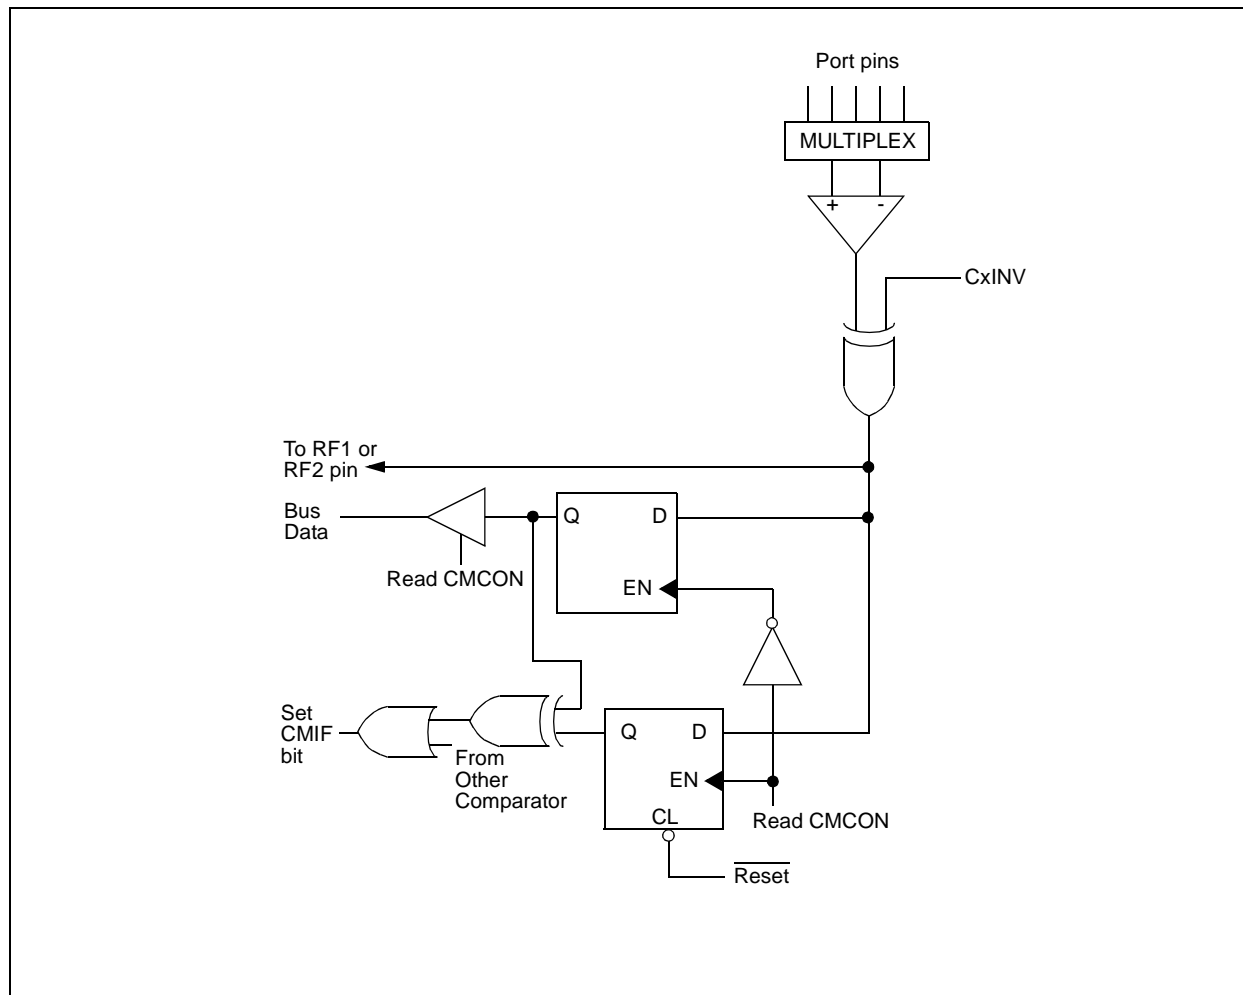 Port pins
MULTIPLEX
+ -
CxINV
To RF1 or
RF2 pin
Bus
Data
Q D
EN
Read CMCON
Set
CMIF
bit
From
Other
Comparator
Q D
EN
CL
Read CMCON
Reset